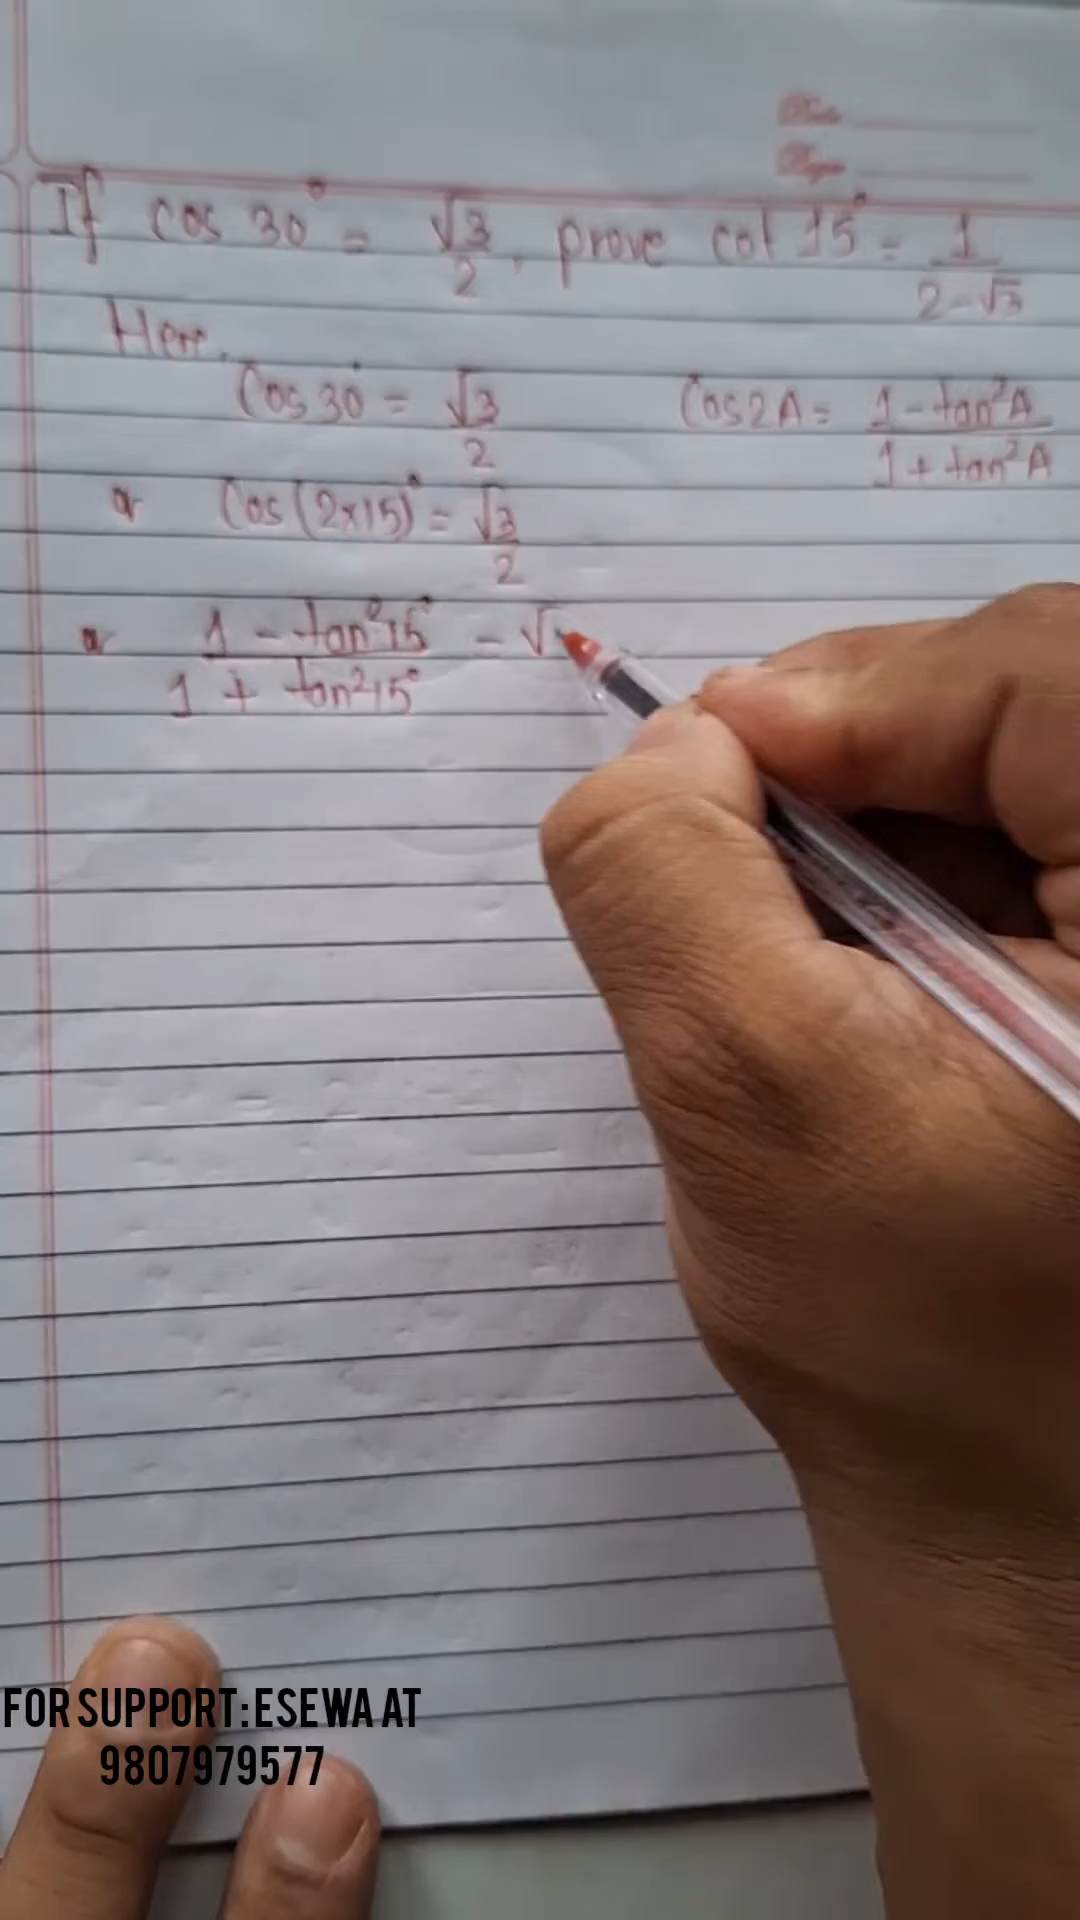 If cos 30° = √3/2, prove cot 15° = 1/(2-√3)
Here,
Cos 30° = √3/2
Cos2A = (1 - tan²A)/(1 + tan²A)
or Cos(2×15)° = √3/2
or (1 - tan²15°)/(1 + tan²15°) = √
FOR SUPPORT: ESEWA AT
9807979577